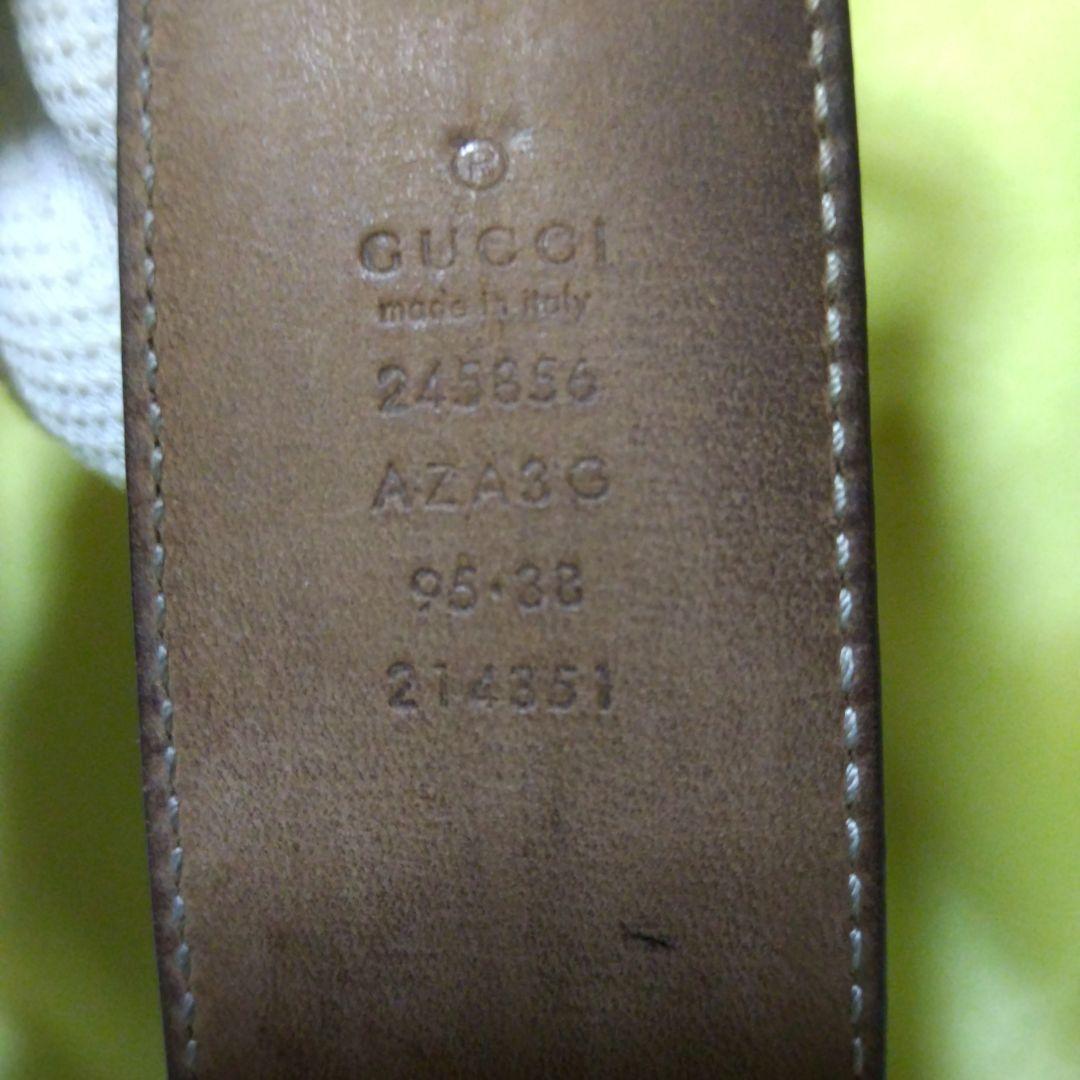 ®
GUCCI
made in italy
245856
AZA3G
95·38
214351